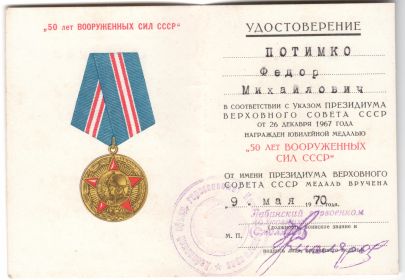 „50 лет ВООРУЖЕННЫХ СИЛ СССР"
УДОСТОВЕРЕНИЕ
ПОТИМКО
Федор
Михайлович
В СООТВЕТСТВИИ С УКАЗОМ ПРЕЗИДИУМА
ВЕРХОВНОГО СОВЕТА СССР
ОТ 26 ДЕКАБРЯ 1967 ГОДА
НАГРАЖДЕН ЮБИЛЕЙНОЙ МЕДАЛЬЮ
"50 ЛЕТ ВООРУЖЕННЫХ
СИЛ СССР"
ОТ ИМЕНИ ПРЕЗИДИУМА ВЕРХОВНОГО
СОВЕТА СССР МЕДАЛЬ ВРУЧЕНА
9. мая 1970 года.
М. П.